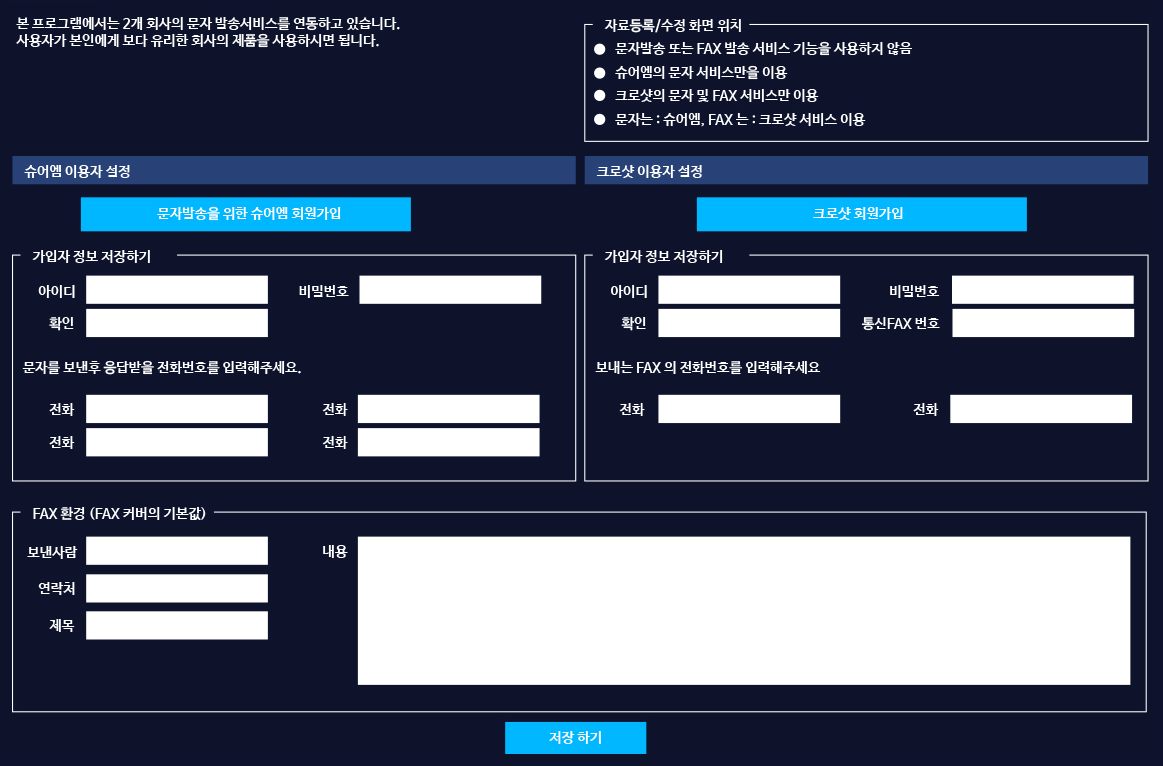 본 프로그램에서는 2개 회사의 문자 발송서비스를 연동하고 있습니다.
사용자가 본인에게 보다 유리한 회사의 제품을 사용하시면 됩니다.
자료등록/수정 화면 위치
문자발송 또는 FAX 발송 서비스 기능을 사용하지 않음
슈어엠의 문자 서비스만을 이용
크로샷의 문자 및 FAX 서비스만 이용
문자는 : 슈어엠, FAX 는 : 크로샷 서비스 이용
슈어엠 이용자 설정
문자발송을 위한 슈어엠 회원가입
가입자 정보 저장하기
아이디
비밀번호
확인
문자를 보낸후 응답받을 전화번호를 입력해주세요.
전화
전화
전화
전화
크로샷 이용자 설정
크로샷 회원가입
가입자 정보 저장하기
아이디
비밀번호
확인
통신FAX 번호
보내는 FAX 의 전화번호를 입력해주세요
전화
전화
FAX 환경 (FAX 커버의 기본값)
보낸사람
내용
연락처
제목
저장 하기